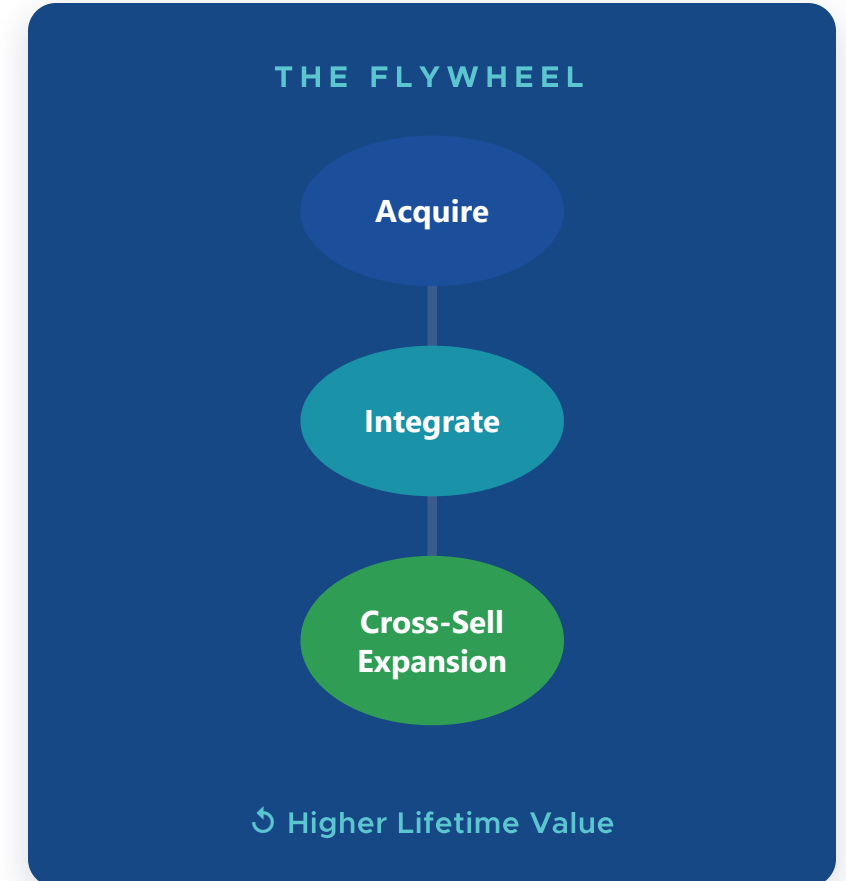 THE FLYWHEEL
Acquire
Integrate
Cross-Sell
Expansion
↺ Higher Lifetime Value